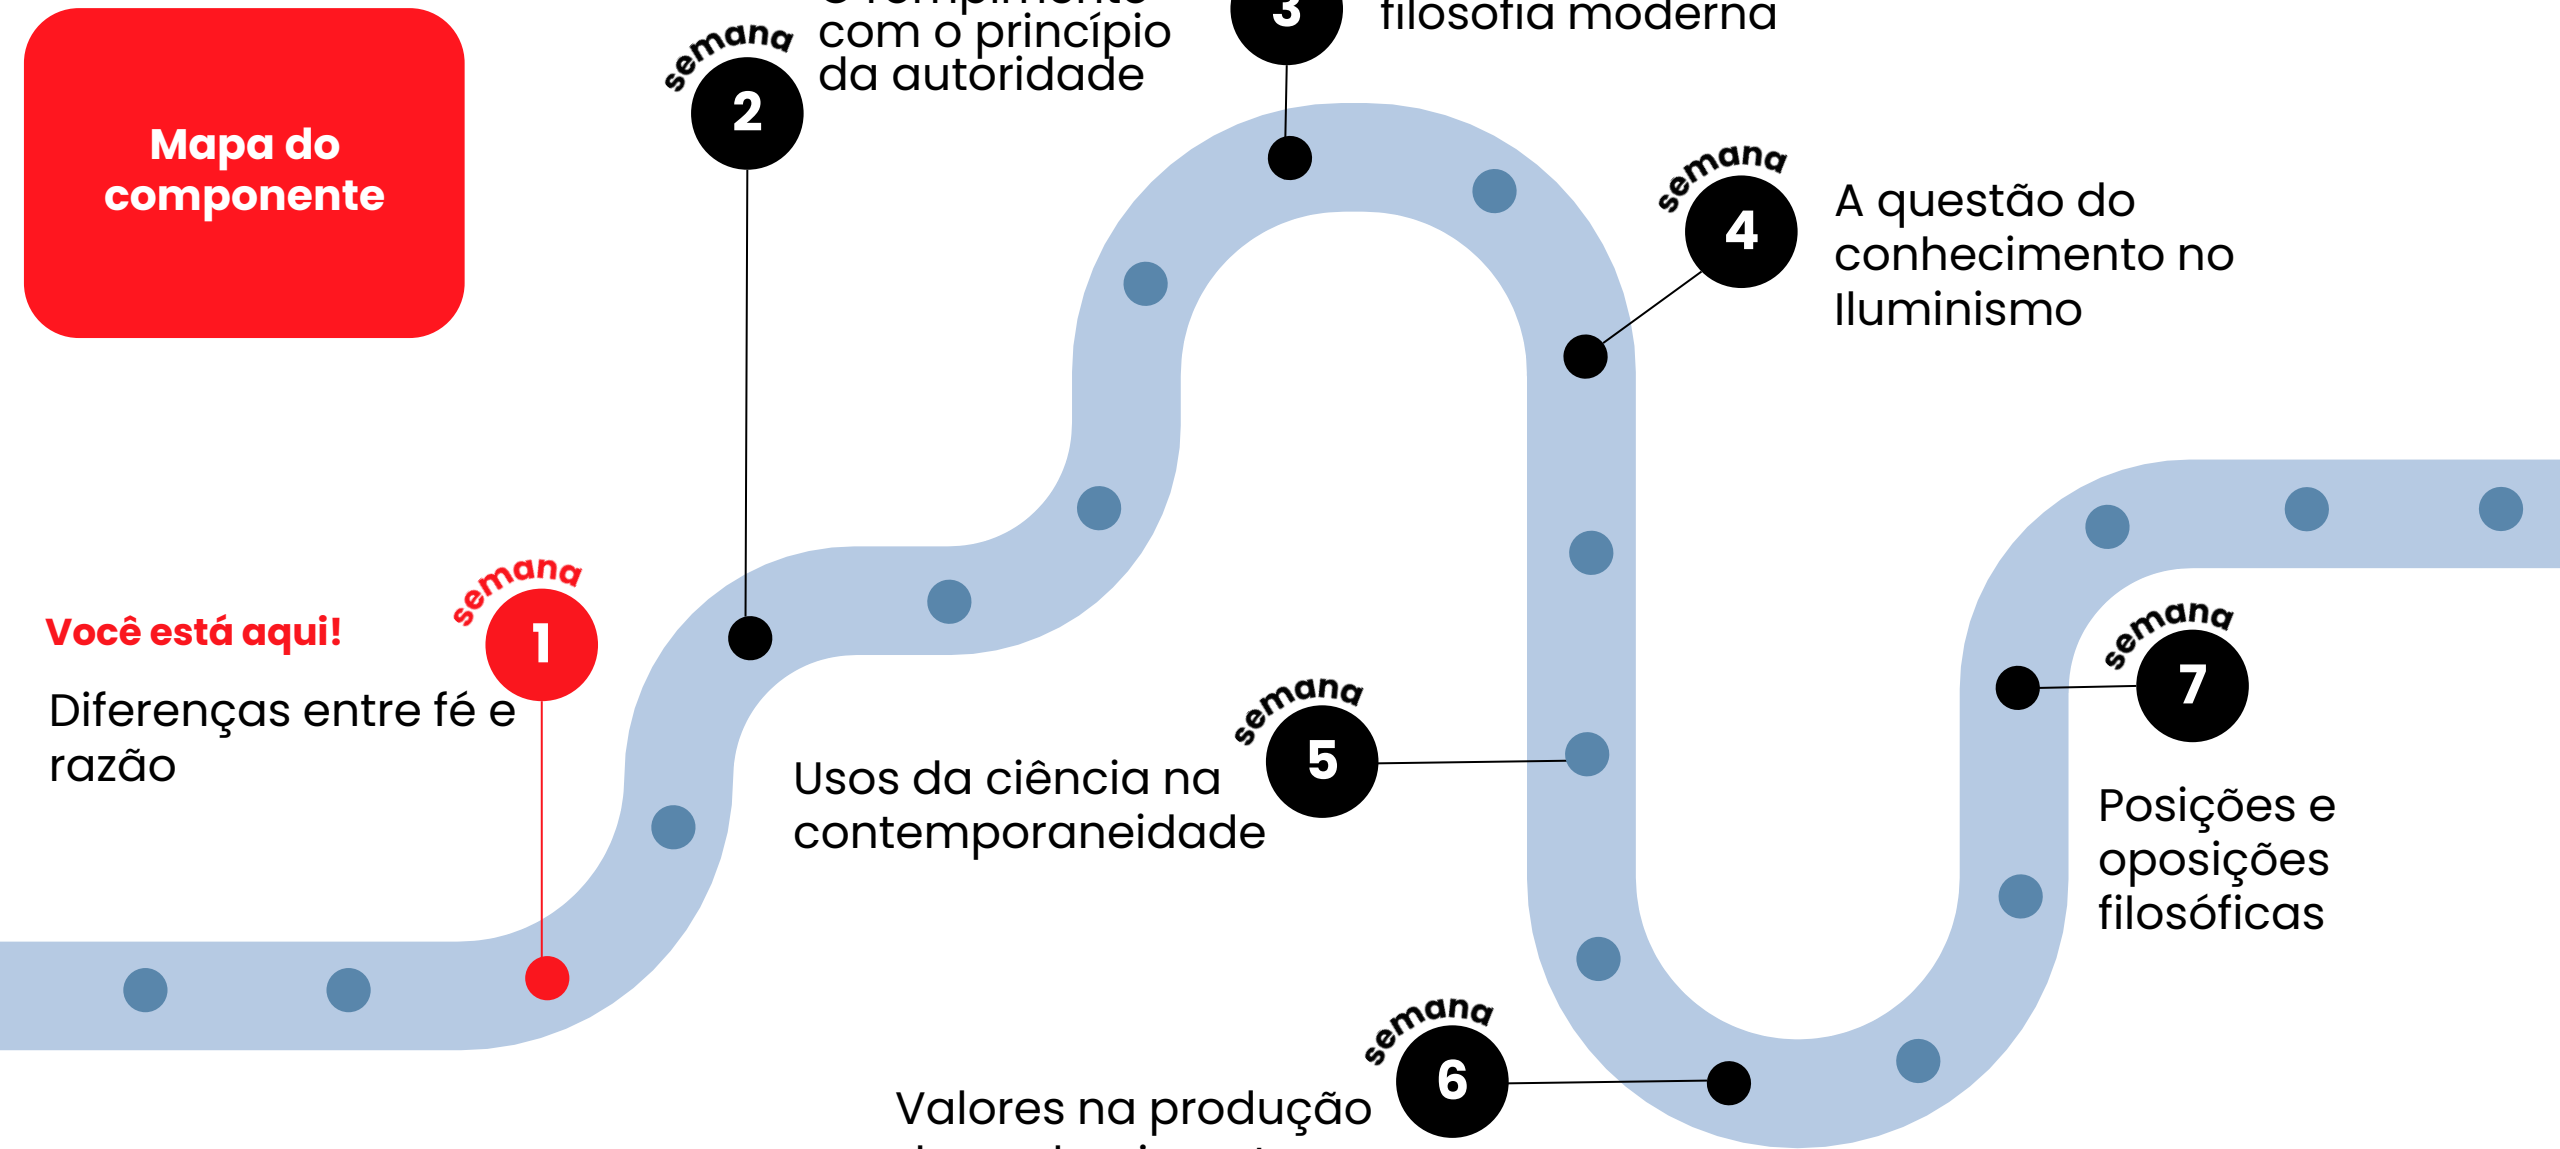 Mapa do
componente
semana
1
Você está aqui!
Diferenças entre fé e
razão
semana
2
O rompimento
com o princípio
da autoridade
3
filosofia moderna
semana
4
A questão do
conhecimento no
Iluminismo
semana
5
Usos da ciência na
contemporaneidade
semana
6
Valores na produção
semana
7
Posições e
oposições
filosóficas